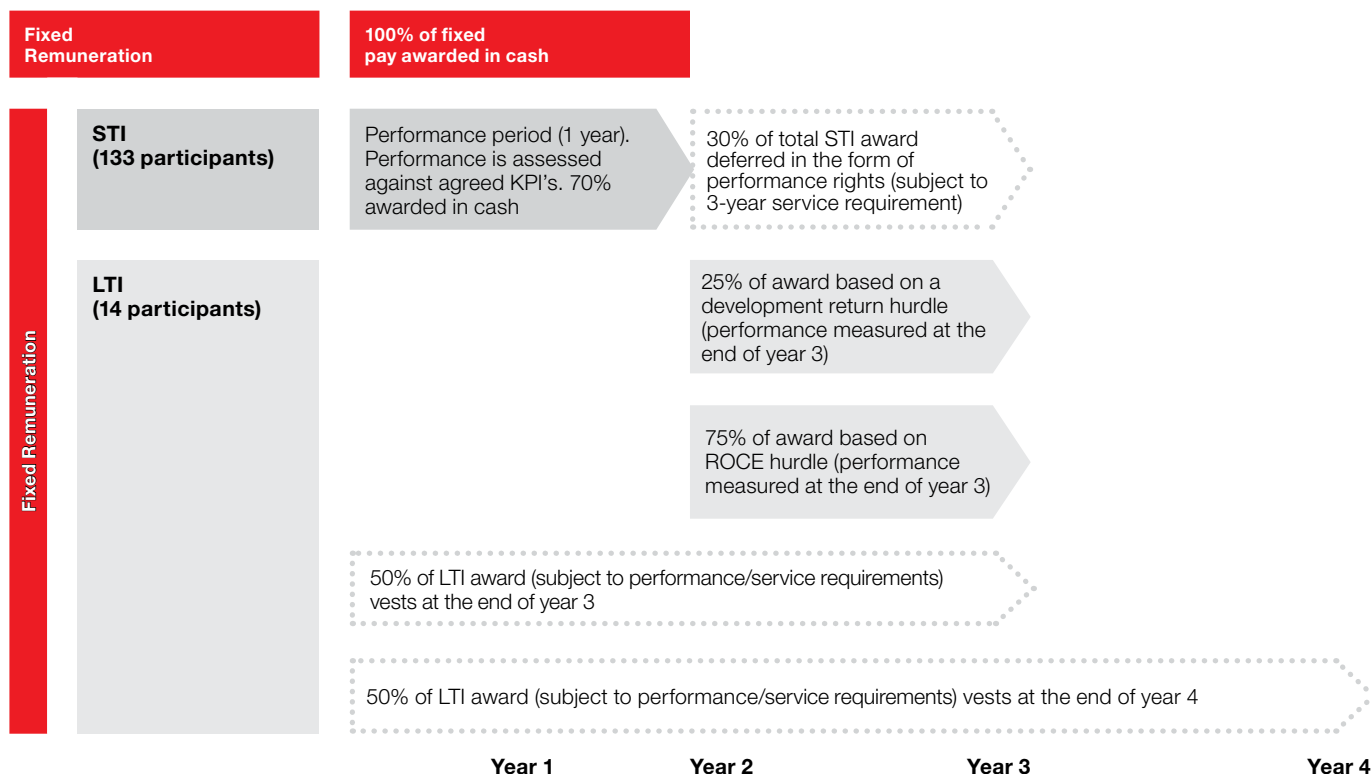 Fixed
Remuneration
100% of fixed
pay awarded in cash
Fixed Remuneration
STI
(133 participants)
Performance period (1 year).
Performance is assessed
against agreed KPI's. 70%
awarded in cash
30% of total STI award
deferred in the form of
performance rights (subject to
3-year service requirement)
LTI
(14 participants)
25% of award based on a
development return hurdle
(performance measured at the
end of year 3)
75% of award based on
ROCE hurdle (performance
measured at the end of year 3)
50% of LTI award (subject to performance/service requirements)
vests at the end of year 3
50% of LTI award (subject to performance/service requirements) vests at the end of year 4
Year 1 Year 2 Year 3 Year 4